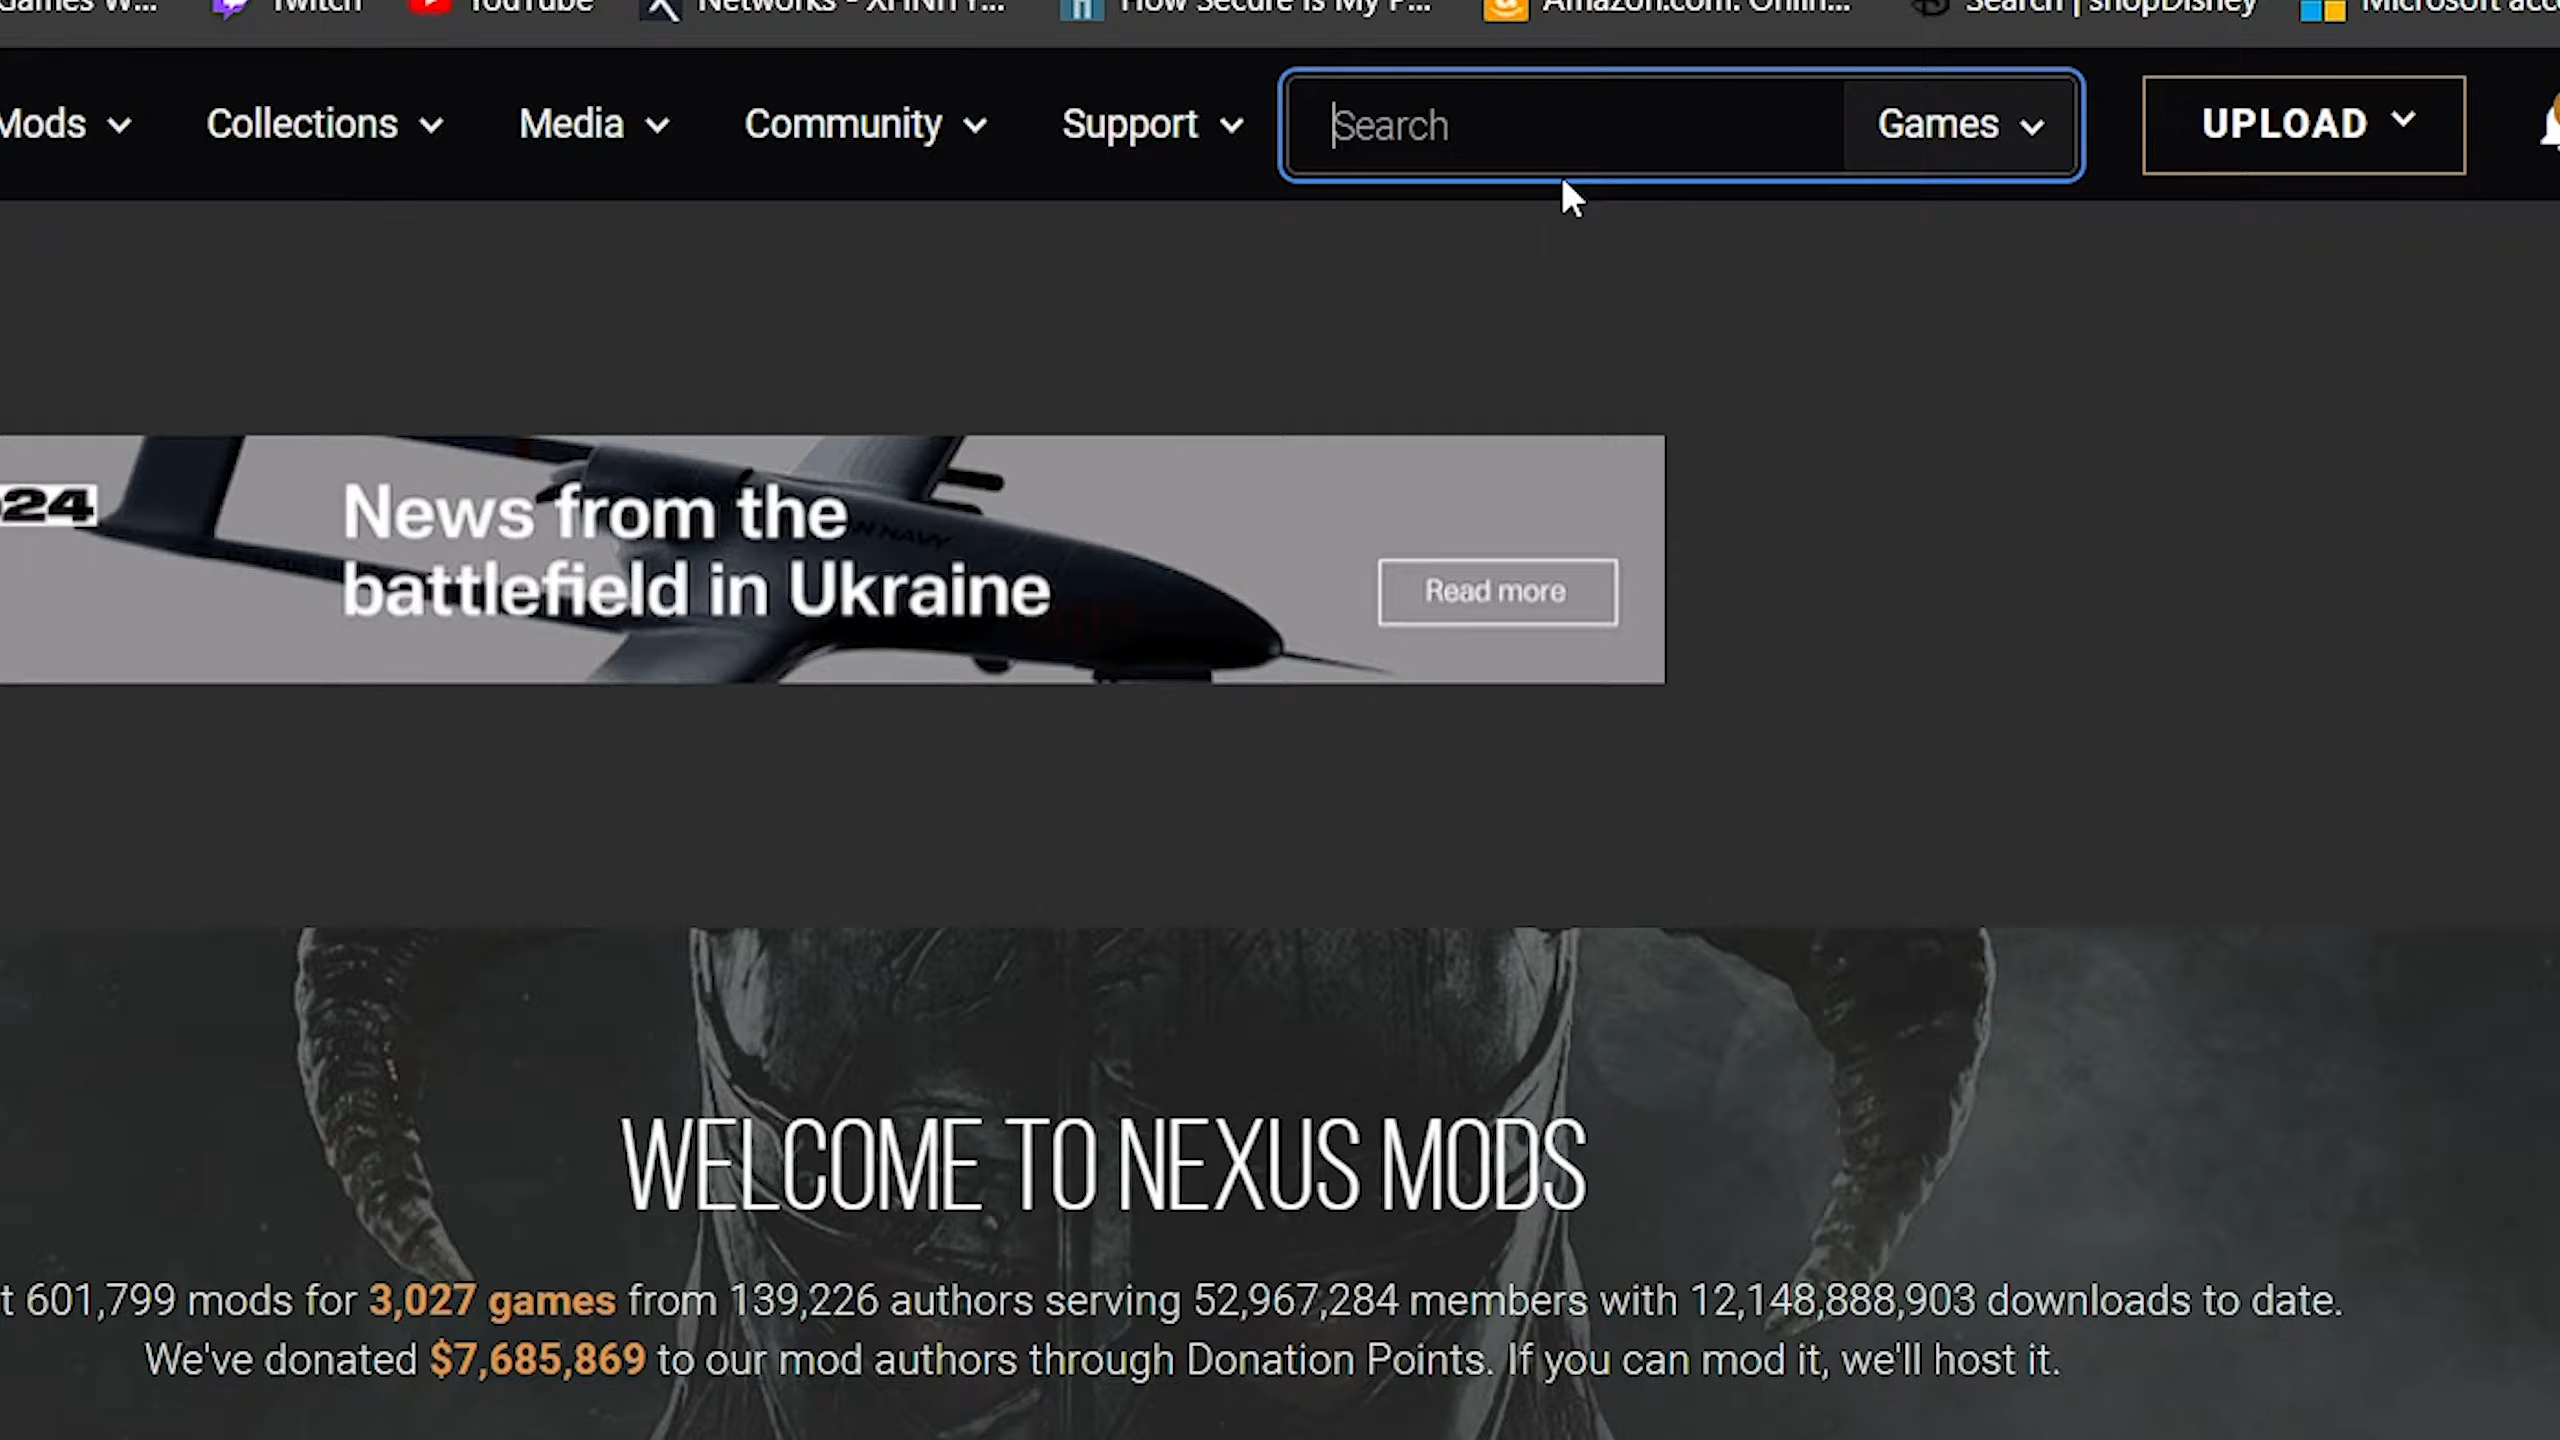 Games W... Twitch YouTube Networks - XFINITY... How Secure Is My P... Amazon.com: Onlin... Search | shopDisney Microsoft acc
Mods Collections Media Community Support Search Games UPLOAD
24
News from the
battlefield in Ukraine
Read more
WELCOME TO NEXUS MODS
t 601,799 mods for 3,027 games from 139,226 authors serving 52,967,284 members with 12,148,888,903 downloads to date.
We've donated $7,685,869 to our mod authors through Donation Points. If you can mod it, we'll host it.